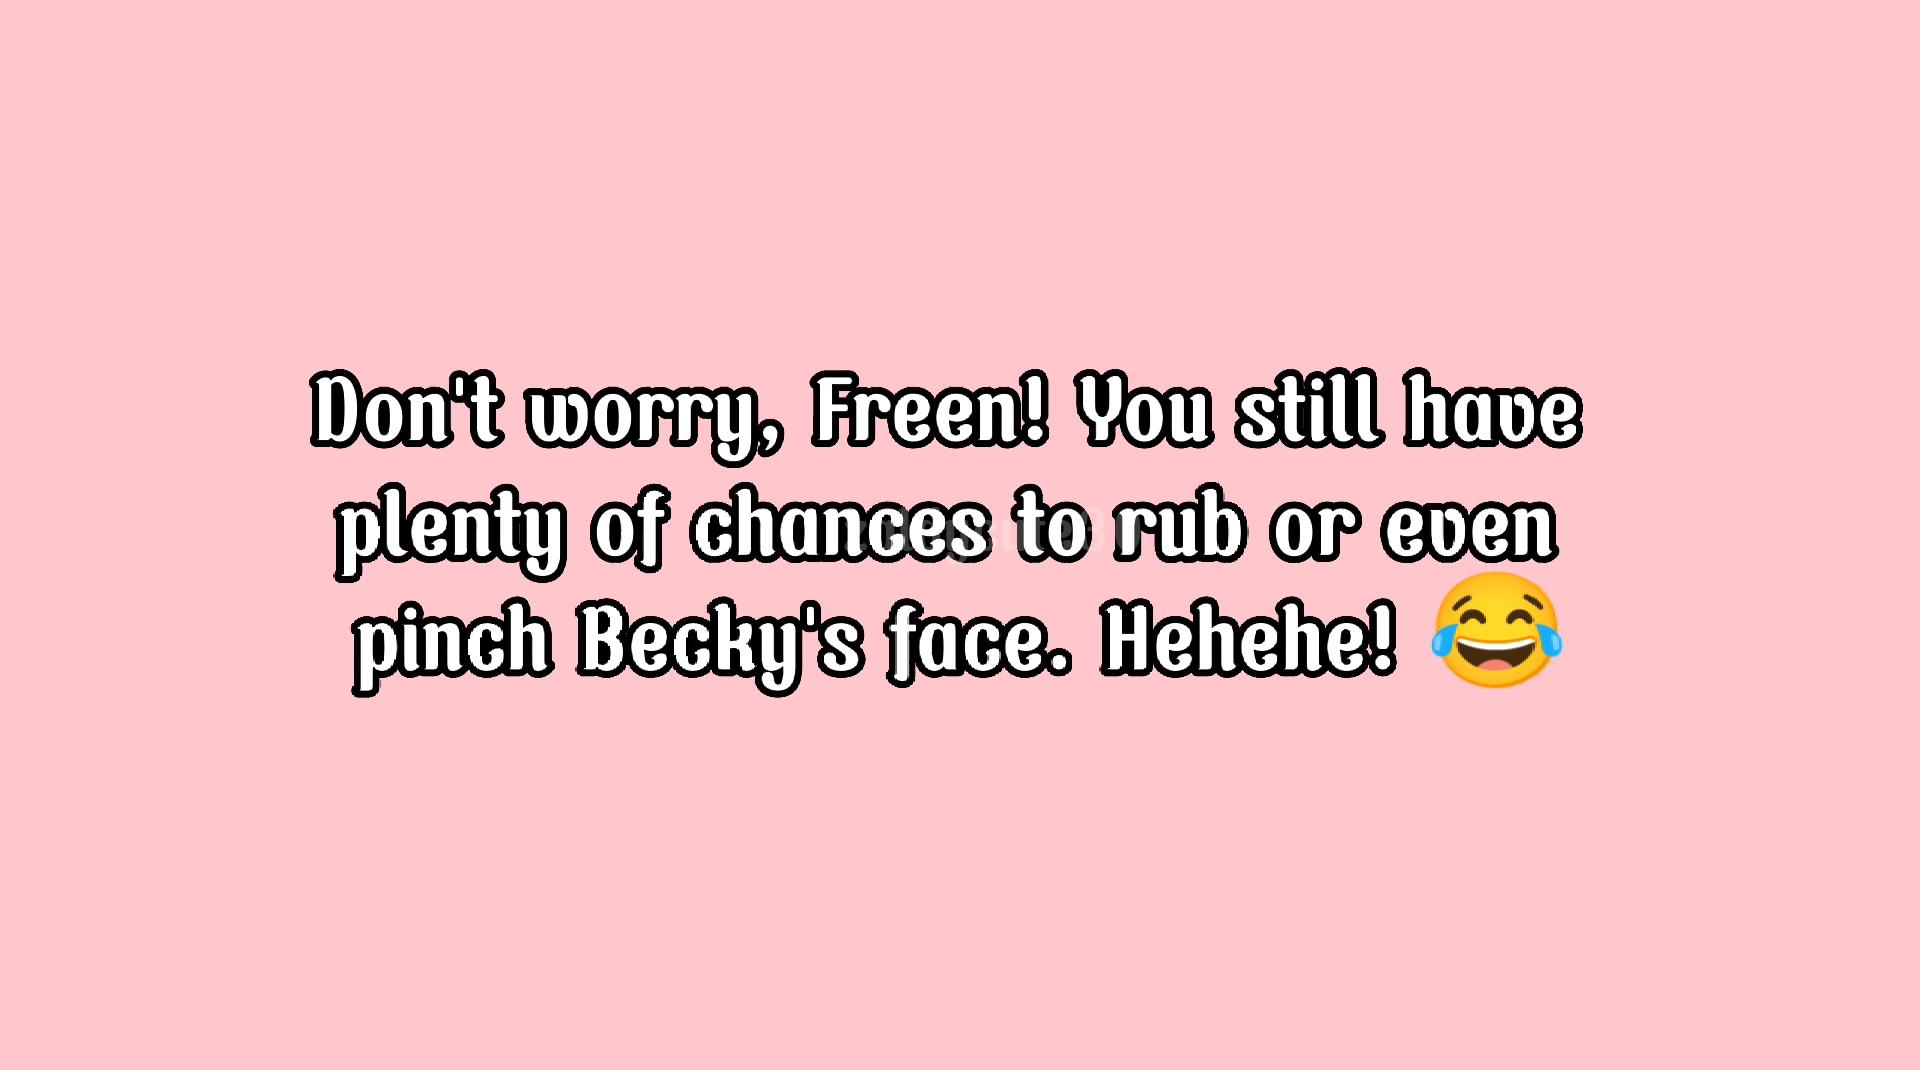 Don't worry, Freen! You still have
plenty of chances to rub or even
pinch Becky's face. Hehehe! 😂